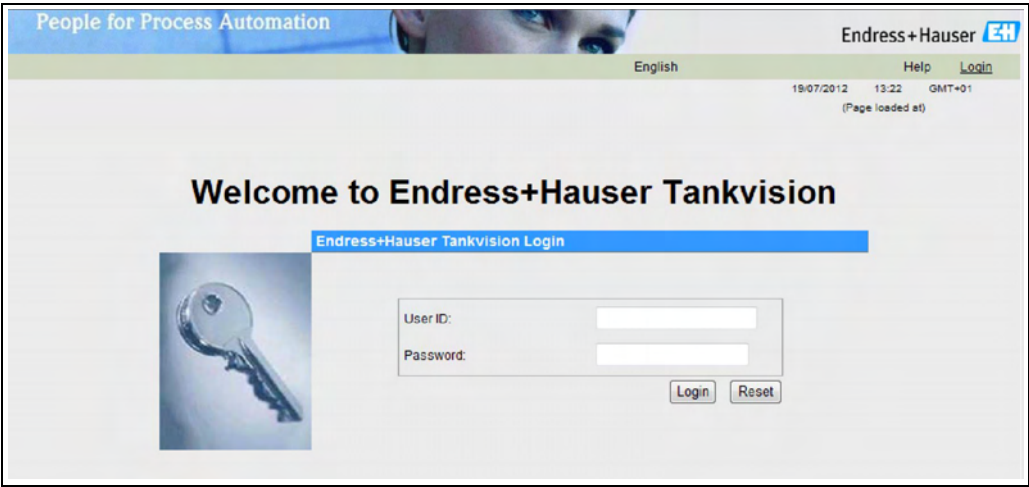 People for Process Automation
Endress+Hauser EH
English Help Login
19/07/2012 13:22 GMT+01
(Page loaded at)
Welcome to Endress+Hauser Tankvision
Endress+Hauser Tankvision Login
User ID:
Password:
Login Reset